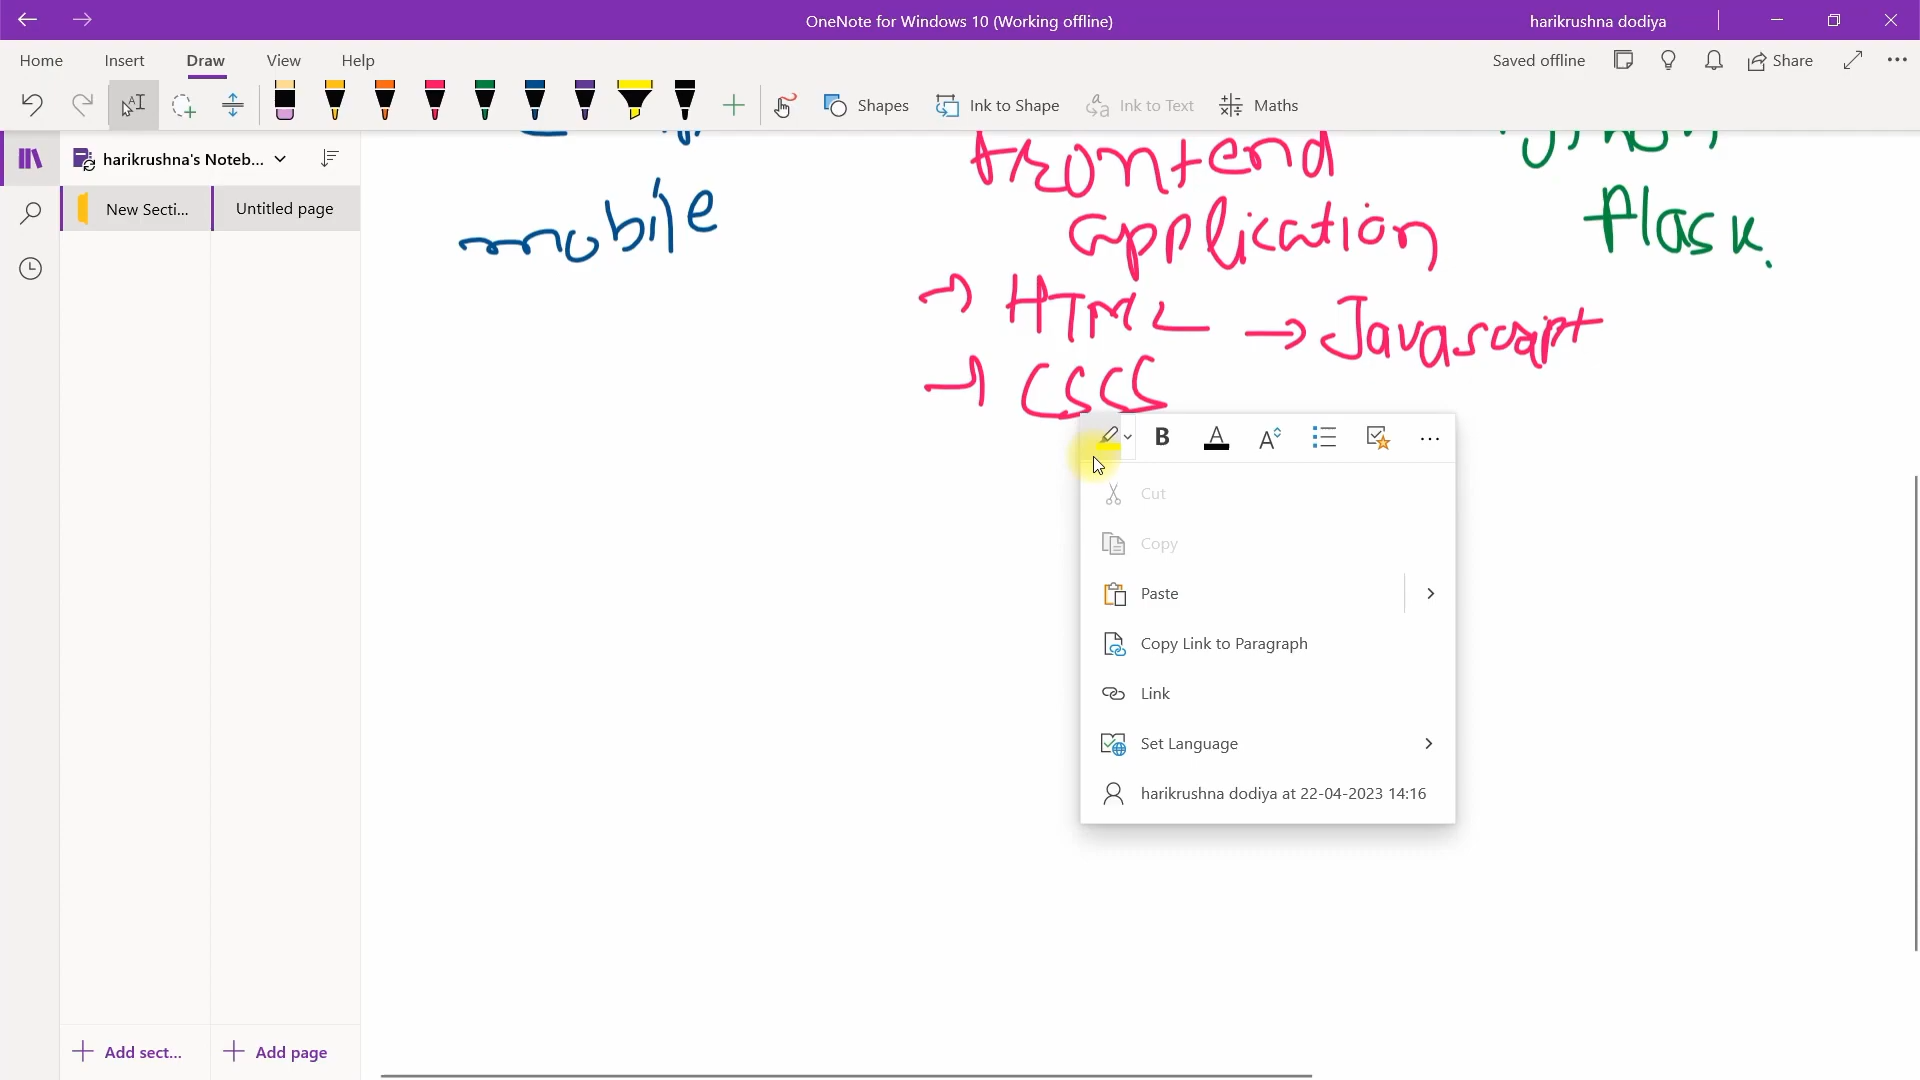 OneNote for Windows 10 (Working offline)
harikrushna dodiya
Home
Insert
Draw
View
Help
Saved offline
Share
Shapes
Ink to Shape
Ink to Text
Maths
harikrushna's Noteb...
New Secti...
Untitled page
mobile
frontend
application
Flask.
→ HTML → Javascript
→ CSCS
B
A
A
Cut
Copy
Paste
Copy Link to Paragraph
Link
Set Language
harikrushna dodiya at 22-04-2023 14:16
Add sect...
Add page